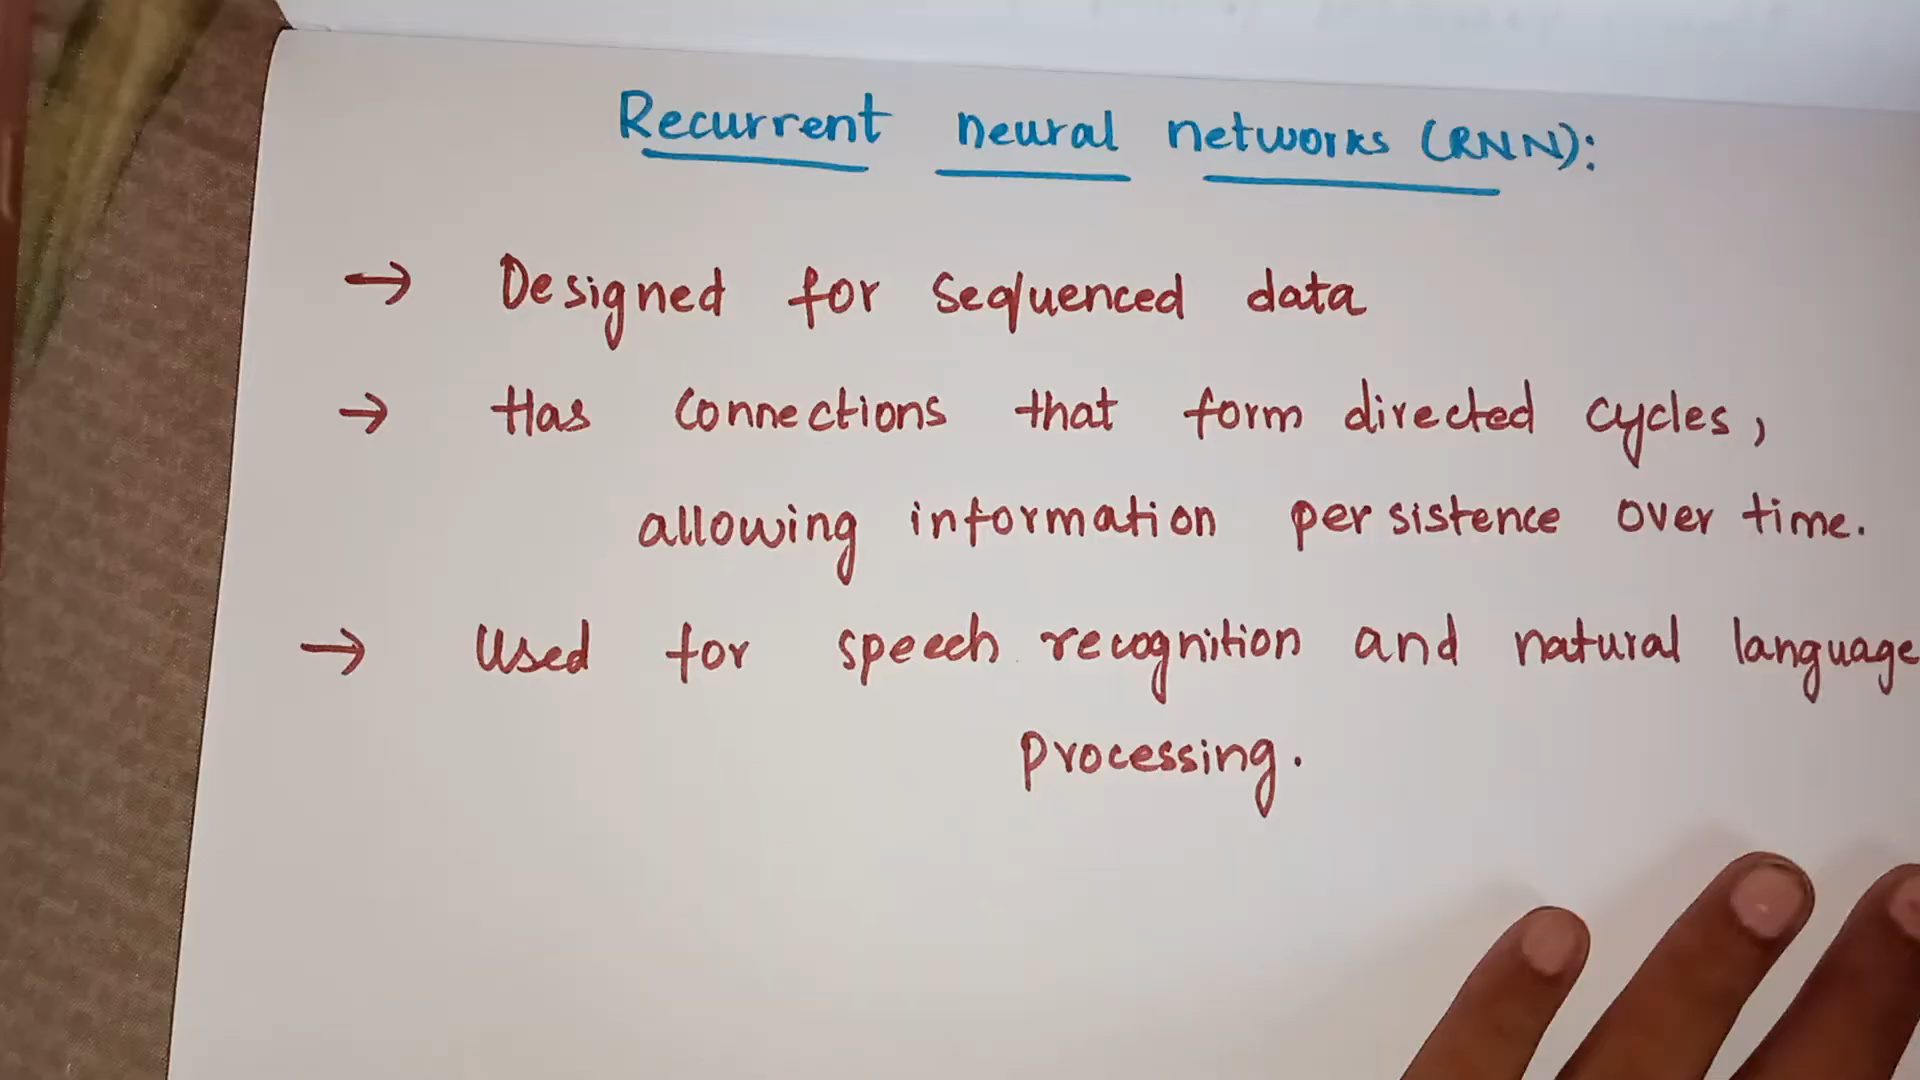 Recurrent neural networks (RNN):
→ Designed for sequenced data
→ Has connections that form directed cycles,
allowing information persistence over time.
→ Used for speech recognition and natural language
processing.